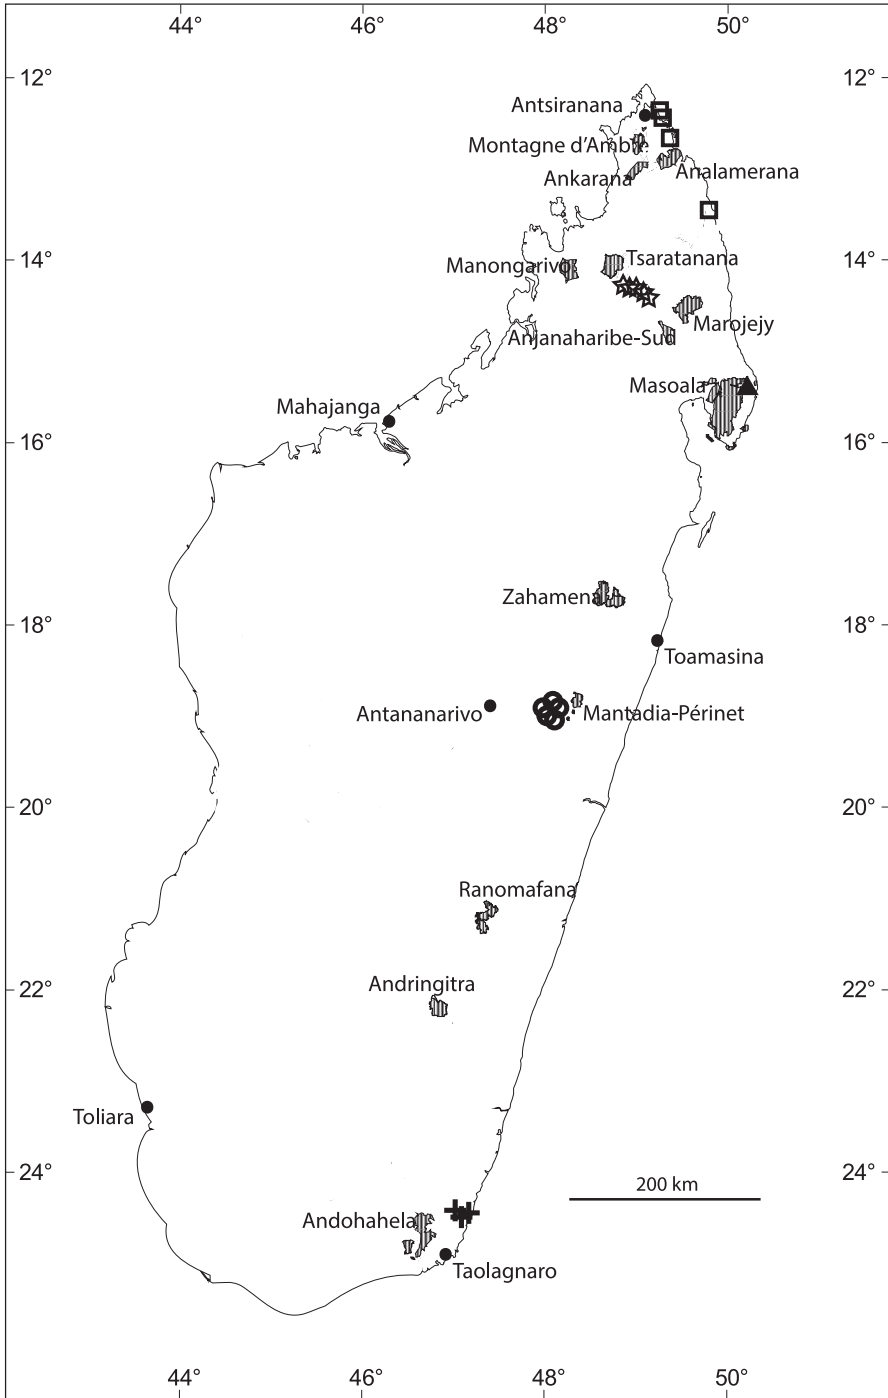 44°
46°
48°
50°
12°
12°
Antsiranana
Montagne d'Ambre
Ankarana
Analamerana
14°
14°
Manongarivo
Tsaratanana
Anjanaharibe-Sud
Marojejy
Masoala
Mahajanga
16°
16°
Zahamena
18°
18°
Toamasina
Antananarivo
Mantadia-Périnet
20°
20°
Ranomafana
Andringitra
22°
22°
Toliara
24°
24°
200 km
Andohahela
Taolagnaro
44°
46°
48°
50°